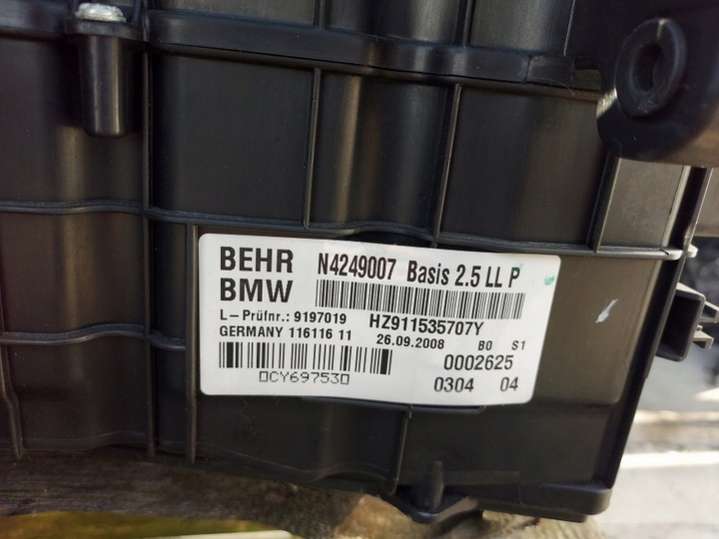 BEHR N4249007 Basis 2.5 LL P
BMW
L-Prüfnr.: 9197019 HZ911535707Y
GERMANY 116116 11 26.09.2008 B0 S1
0002625
0CY697530 0304 04